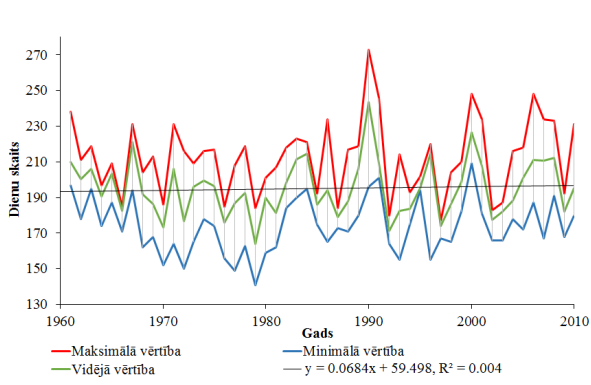 Dienu skaits
270
250
230
210
190
170
150
130
1960 1970 1980 1990 2000 2010
Gads
Maksimālā vērtība Minimālā vērtība
Vidējā vērtība y = 0.0684x + 59.498, R² = 0.004